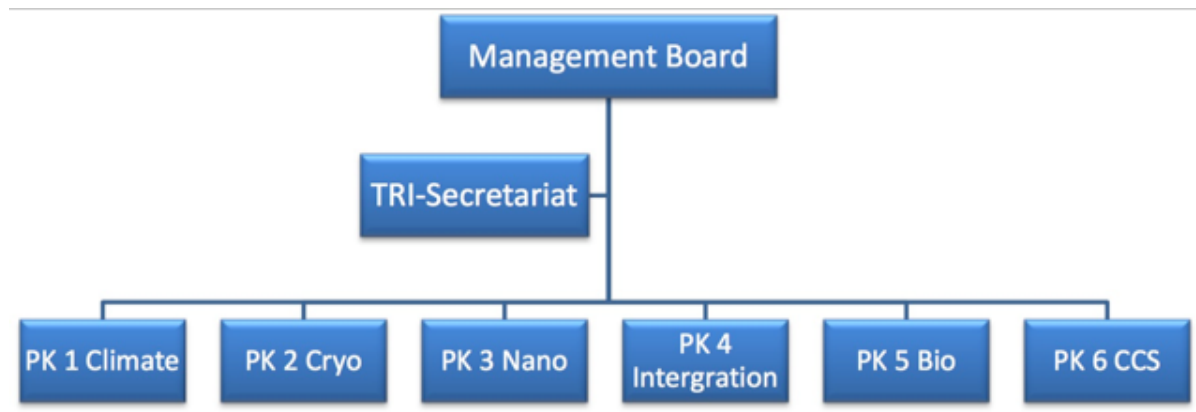 Management Board
TRI-Secretariat
PK 1 Climate
PK 2 Cryo
PK 3 Nano
PK 4
Intergration
PK 5 Bio
PK 6 CCS